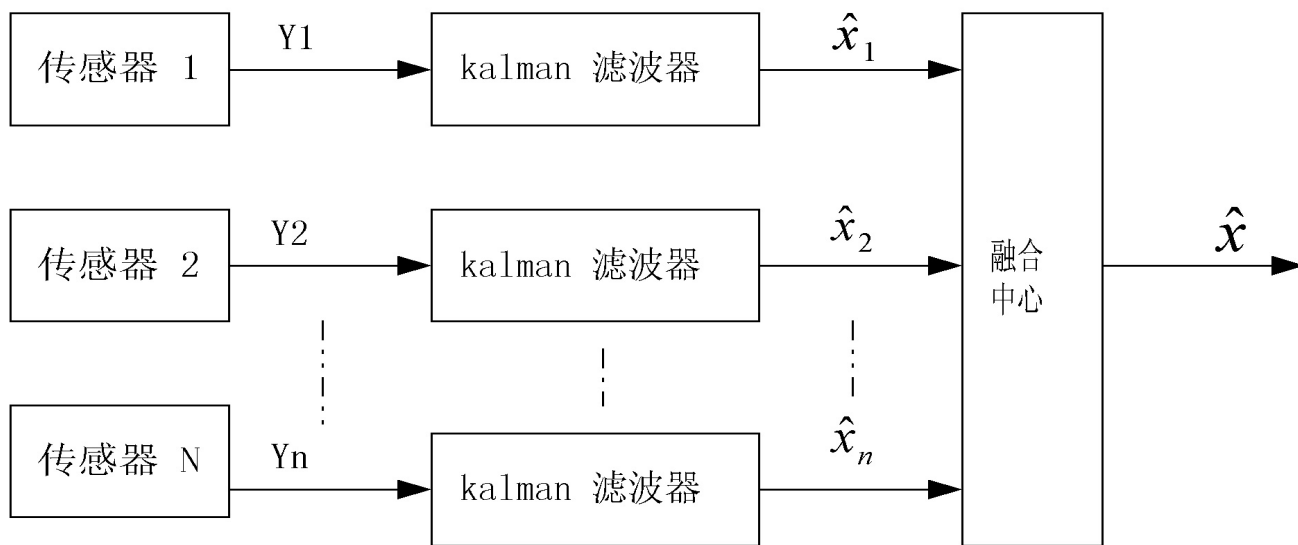 传感器 1
Y1
kalman 滤波器
x̂₁
传感器 2
Y2
kalman 滤波器
x̂₂
融合
中心
x̂
传感器 N
Yn
kalman 滤波器
x̂ₙ